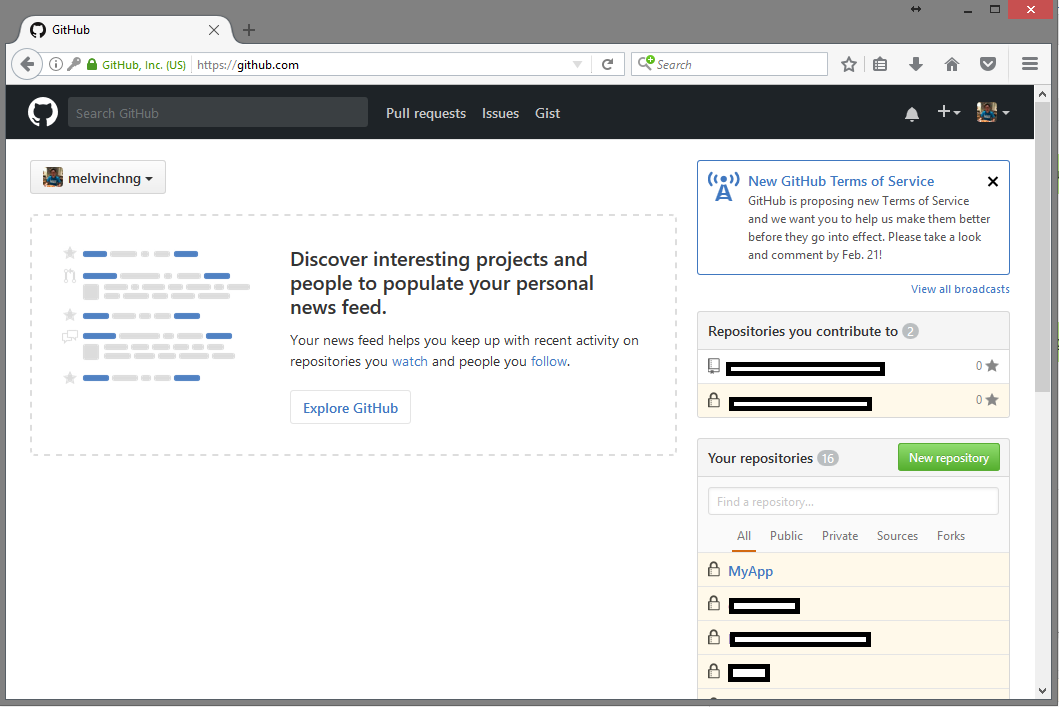 GitHub
GitHub, Inc. (US)
https://github.com
Search
Search GitHub
Pull requests
Issues
Gist
melvinchng
Discover interesting projects and
people to populate your personal
news feed.
Your news feed helps you keep up with recent activity on
repositories you watch and people you follow.
Explore GitHub
New GitHub Terms of Service
GitHub is proposing new Terms of Service
and we want you to help us make them better
before they go into effect. Please take a look
and comment by Feb. 21!
View all broadcasts
Repositories you contribute to 2
0
0
Your repositories 16
New repository
Find a repository...
All Public Private Sources Forks
MyApp